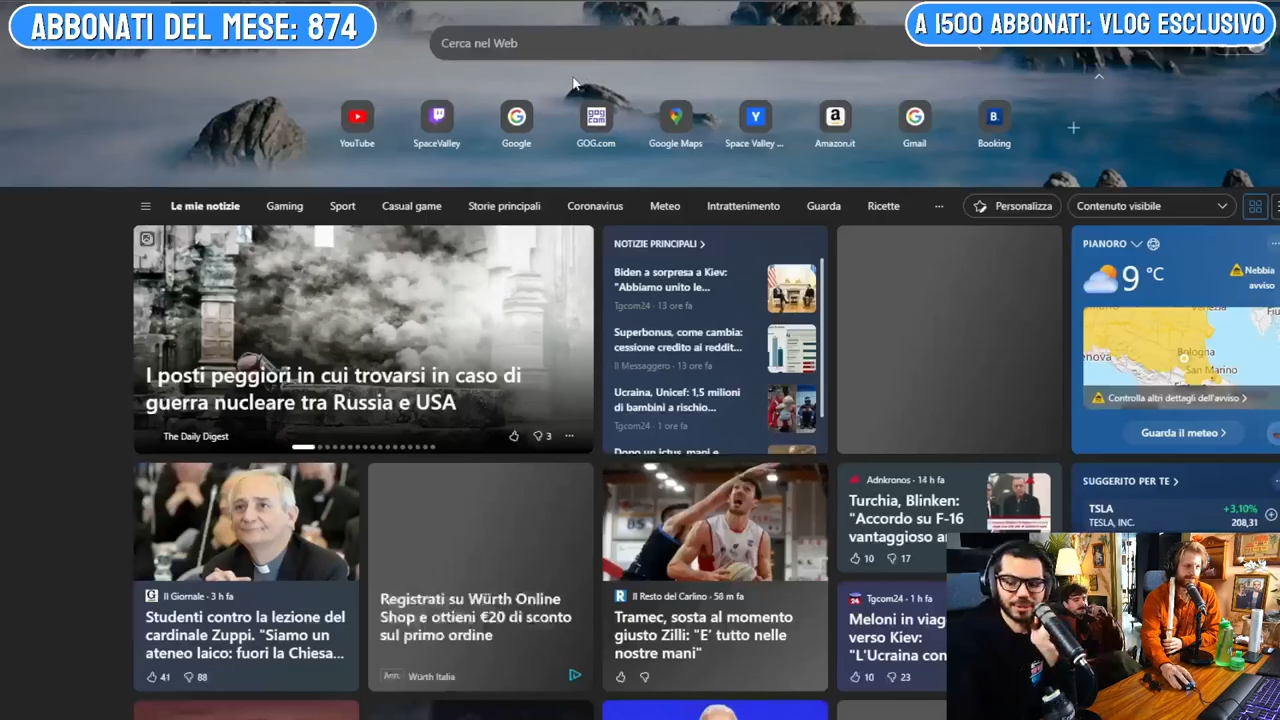 ABBONATI DEL MESE: 874
A 1500 ABBONATI: VLOG ESCLUSIVO
Cerca nel Web
YouTube
SpaceValley
Google
GOG.com
Google Maps
Space Valley ...
Amazon.it
Gmail
Booking
Le mie notizie
Gaming
Sport
Casual game
Storie principali
Coronavirus
Meteo
Intrattenimento
Guarda
Ricette
Personalizza
Contenuto visibile
I posti peggiori in cui trovarsi in caso di
guerra nucleare tra Russia e USA
The Daily Digest
3
NOTIZIE PRINCIPALI
Biden a sorpresa a Kiev:
"Abbiamo unito le...
Tgcom24 · 13 ore fa
Superbonus, come cambia:
cessione credito ai reddit...
Il Messaggero · 13 ore fa
Ucraina, Unicef: 1,5 milioni
di bambini a rischio...
Tgcom24 · 1 ore fa
Dopo un ictus, mani e
PIANORO
9 °C
Nebbia
avviso
Bologna
San Marino
Controlla altri dettagli dell'avviso
Guarda il meteo
Il Giornale · 3 h fa
Studenti contro la lezione del
cardinale Zuppi. "Siamo un
ateneo laico: fuori la Chiesa...
41
88
Registrati su Würth Online
Shop e ottieni €20 di sconto
sul primo ordine
Ann.
Würth Italia
Il Resto del Carlino · 58 m fa
Tramec, sosta al momento
giusto Zilli: "E' tutto nelle
nostre mani"
Adnkronos · 14 h fa
Turchia, Blinken:
"Accordo su F-16
vantaggioso
10
17
Tgcom24 · 1 h fa
Meloni in viag
verso Kiev:
"L'Ucraina con
10
23
SUGGERITO PER TE
TSLA
+3,10%
TESLA, INC.
208,31